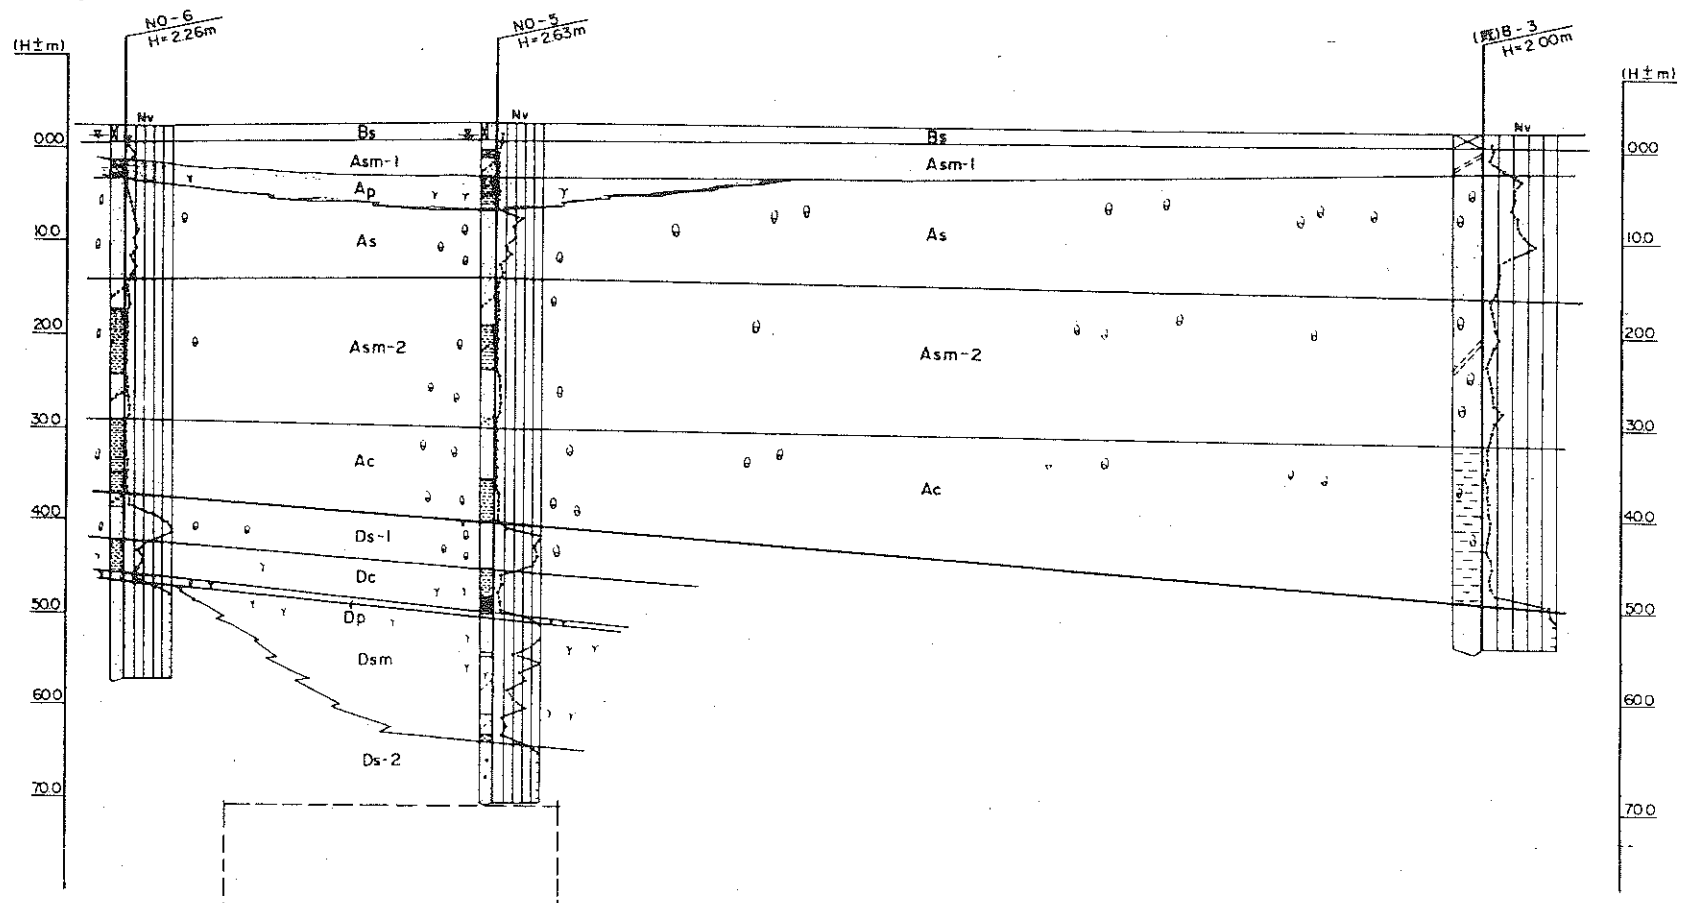 NO-6
H=2.26m
NO-5
H=2.63m
(既)B-3
H=2.00m
(H±m)
(H±m)
Nv
Nv
Nv
0.00
Bs
Bs
0.00
Asm-1
Asm-1
Ap
10.0
As
As
10.0
20.0
Asm-2
Asm-2
20.0
30.0
30.0
Ac
Ac
40.0
40.0
Ds-1
Dc
50.0
50.0
Dp
Dsm
60.0
60.0
Ds-2
70.0
70.0